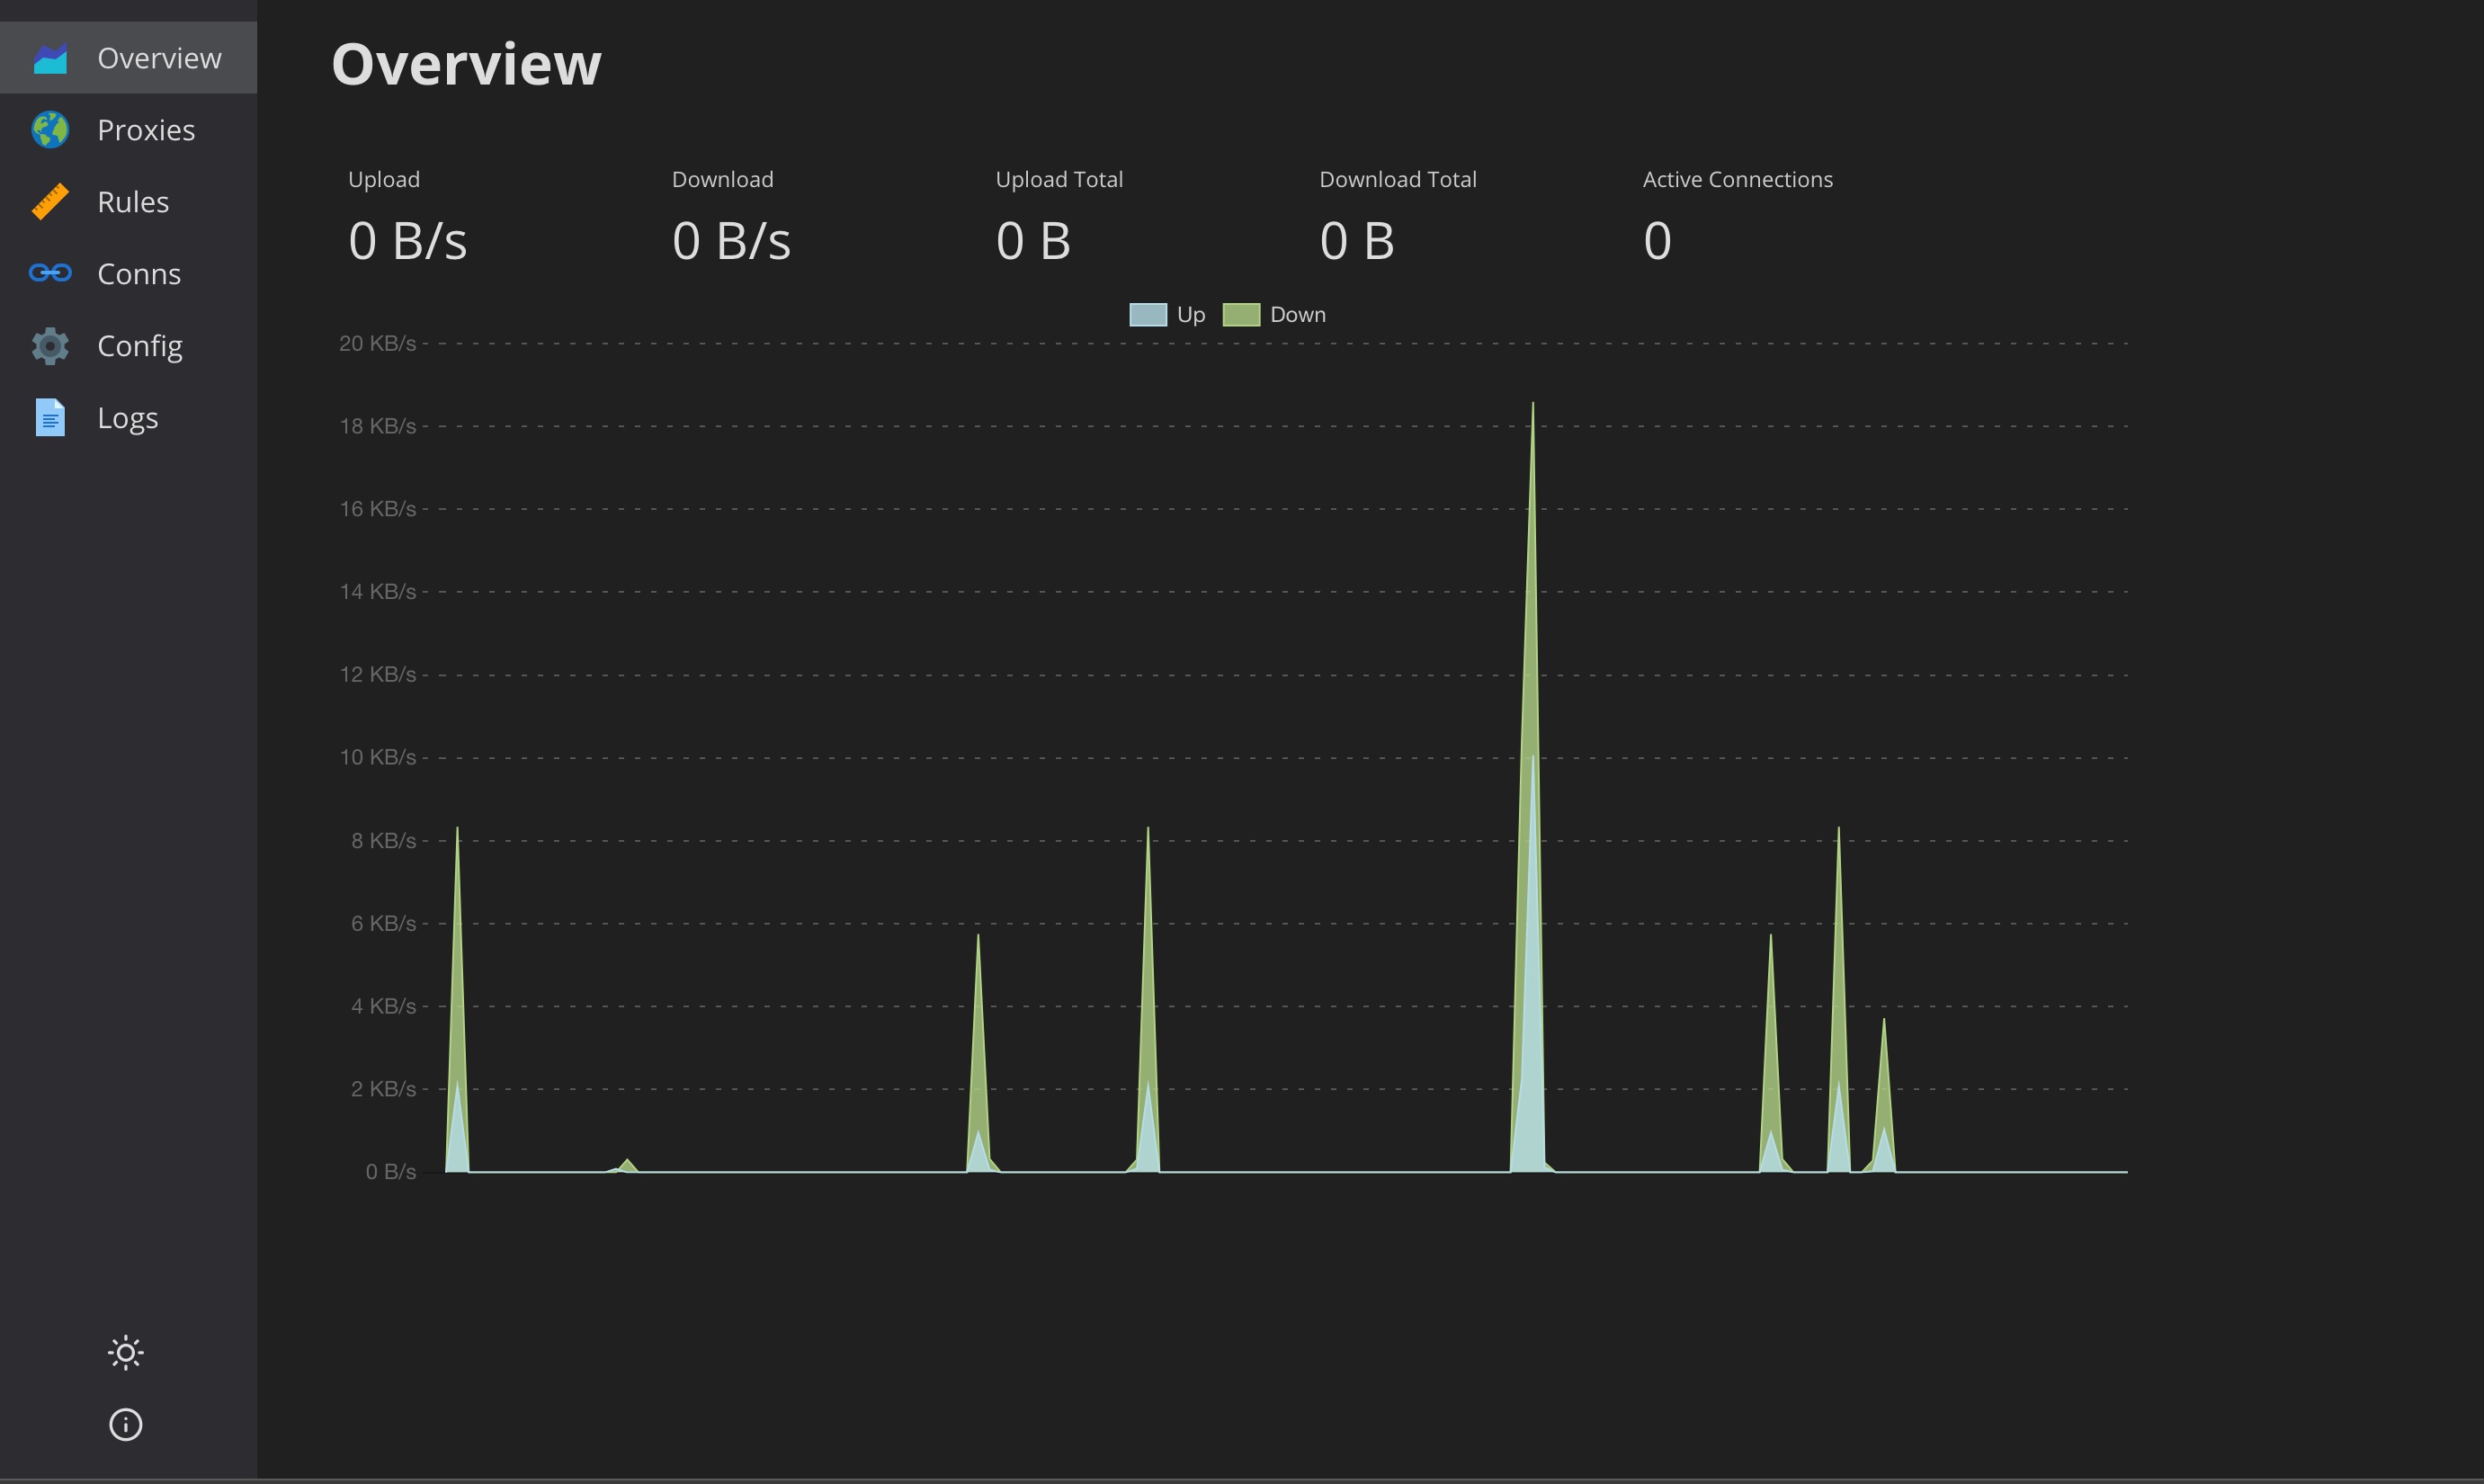 Overview
Proxies
Rules
Conns
Config
Logs
Overview
Upload
0 B/s
Download
0 B/s
Upload Total
0 B
Download Total
0 B
Active Connections
0
Up
Down
20 KB/s
18 KB/s
16 KB/s
14 KB/s
12 KB/s
10 KB/s
8 KB/s
6 KB/s
4 KB/s
2 KB/s
0 B/s